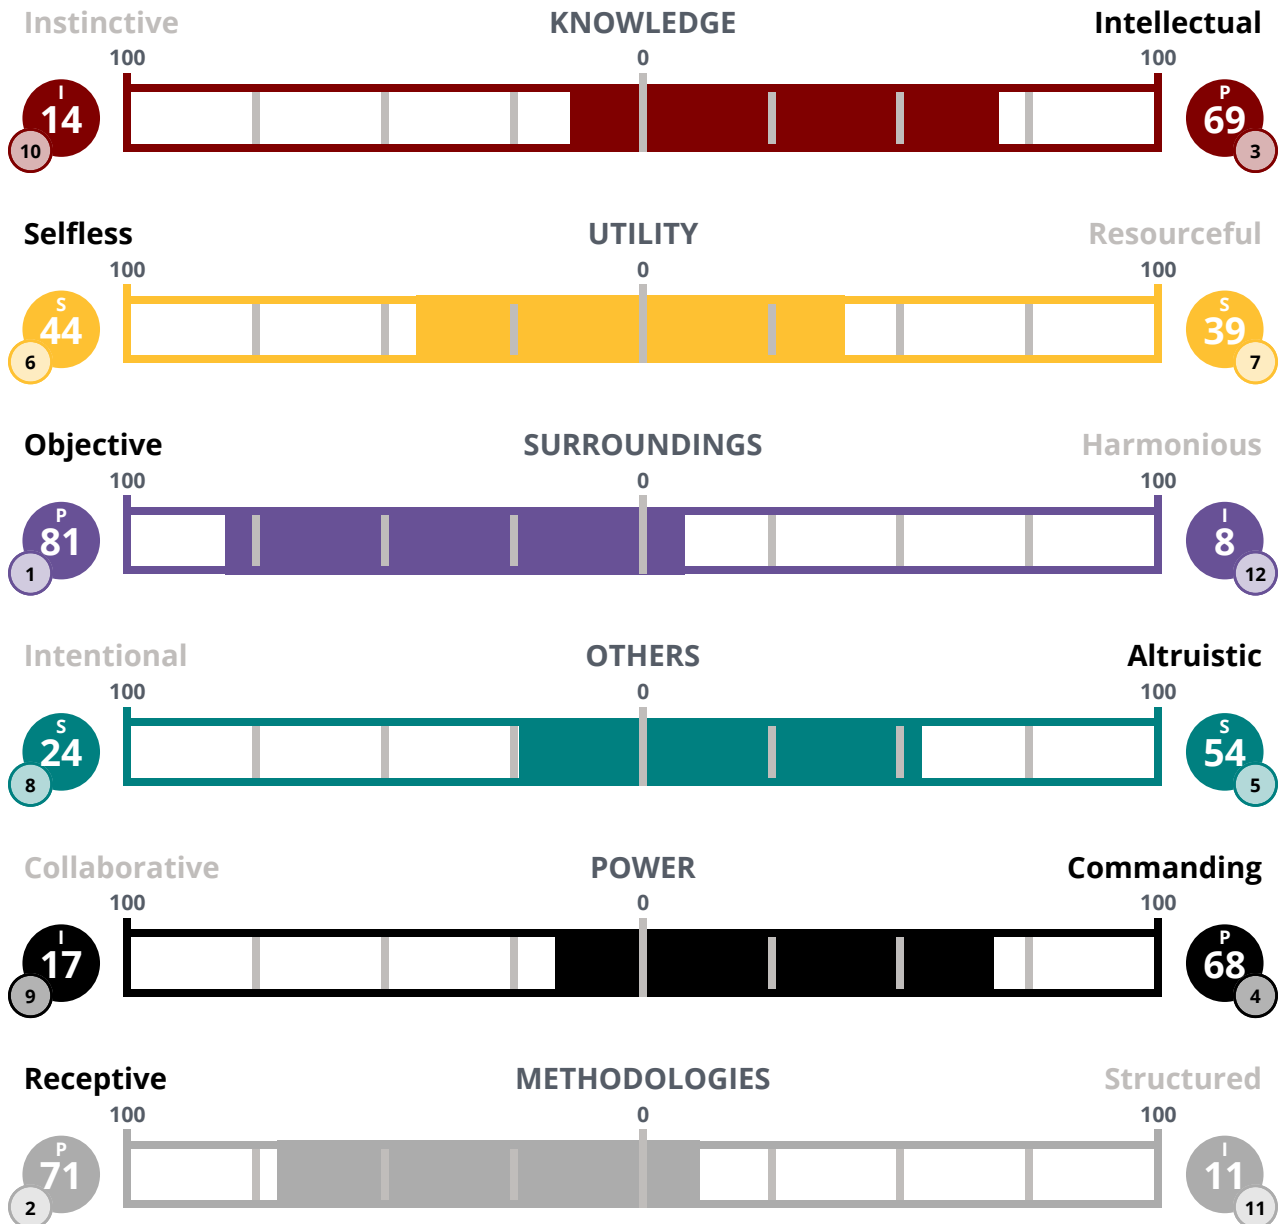 Instinctive KNOWLEDGE Intellectual
100 0 100
I P
14 69
10 3
Selfless UTILITY Resourceful
100 0 100
S S
44 39
6 7
Objective SURROUNDINGS Harmonious
100 0 100
P I
81 8
1 12
Intentional OTHERS Altruistic
100 0 100
S S
24 54
8 5
Collaborative POWER Commanding
100 0 100
I P
17 68
9 4
Receptive METHODOLOGIES Structured
100 0 100
P I
71 11
2 11